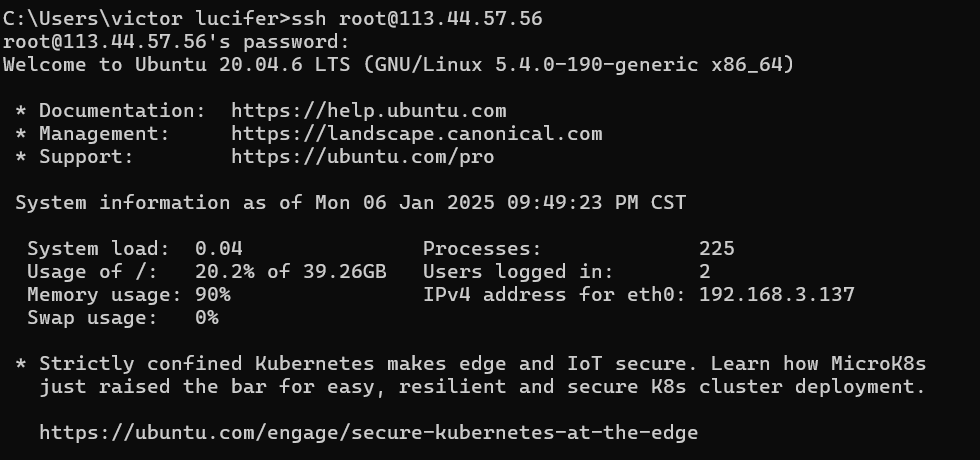 C:\Users\victor lucifer>ssh root@113.44.57.56
root@113.44.57.56's password:
Welcome to Ubuntu 20.04.6 LTS (GNU/Linux 5.4.0-190-generic x86_64)
* Documentation:  https://help.ubuntu.com
* Management:     https://landscape.canonical.com
* Support:        https://ubuntu.com/pro
System information as of Mon 06 Jan 2025 09:49:23 PM CST
System load:  0.04               Processes:             225
Usage of /:   20.2% of 39.26GB   Users logged in:       2
Memory usage: 90%                IPv4 address for eth0: 192.168.3.137
Swap usage:   0%
* Strictly confined Kubernetes makes edge and IoT secure. Learn how MicroK8s
just raised the bar for easy, resilient and secure K8s cluster deployment.
https://ubuntu.com/engage/secure-kubernetes-at-the-edge